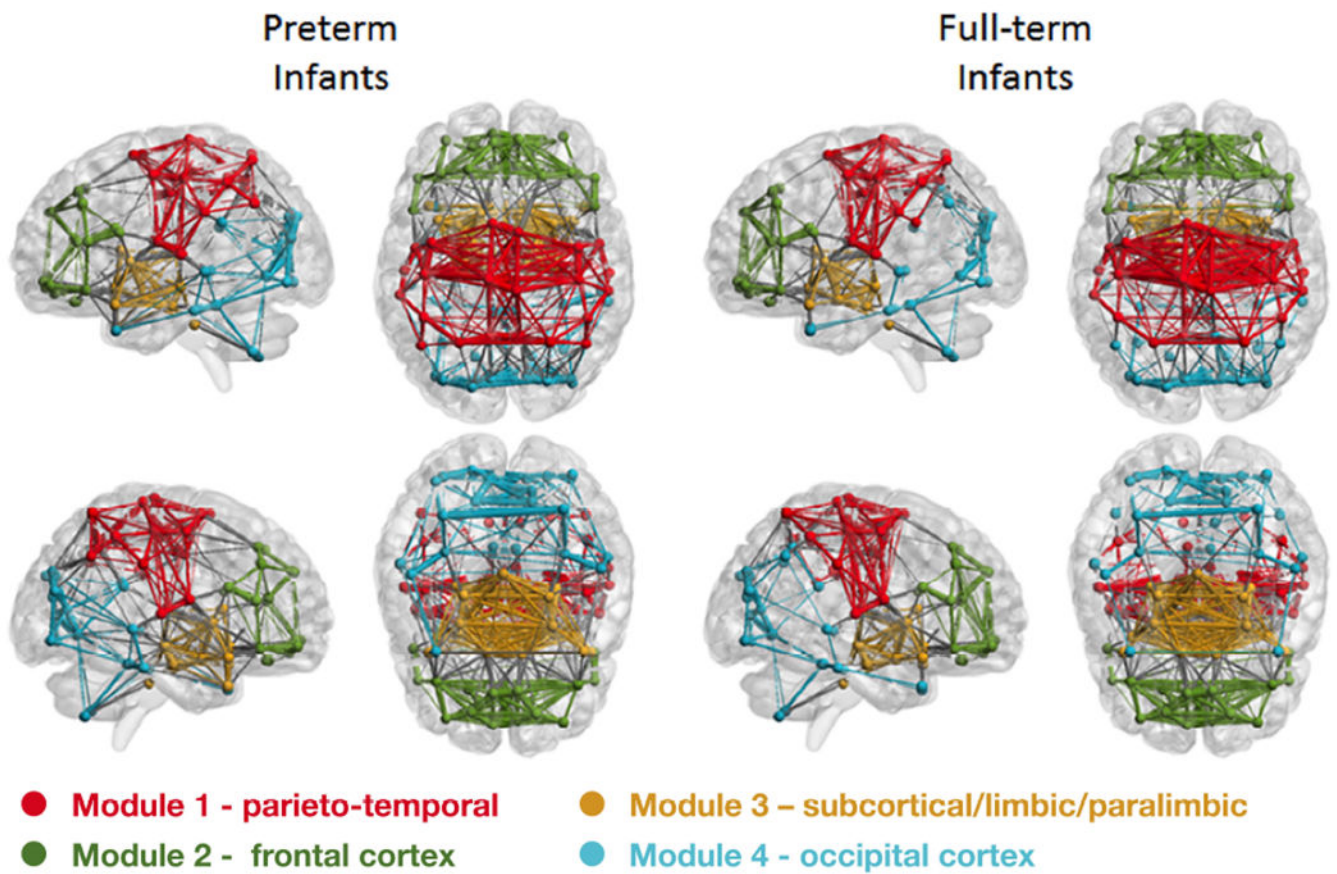 Preterm
Infants
Full-term
Infants
Module 1 - parieto-temporal
Module 3 – subcortical/limbic/paralimbic
Module 2 - frontal cortex
Module 4 - occipital cortex